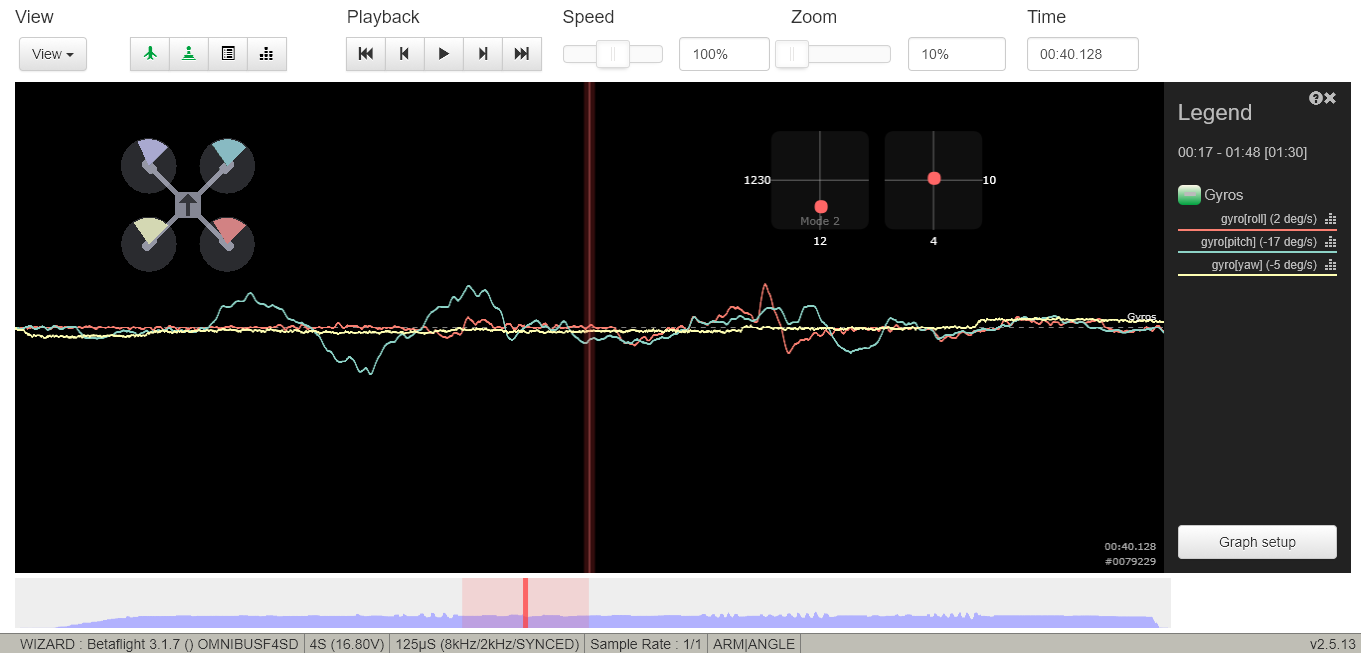 View Playback Speed Zoom Time
View 100% 10% 00:40.128
Legend
00:17 - 01:48 [01:30]
1230 10
Gyros
Mode 2
gyro[roll] (2 deg/s)
12 4
gyro[pitch] (-17 deg/s)
gyro[yaw] (-5 deg/s)
Gyros
Graph setup
00:40.128
#0079229
WIZARD : Betaflight 3.1.7 () OMNIBUSF4SD 4S (16.80V) 125µS (8kHz/2kHz/SYNCED) Sample Rate : 1/1 ARM|ANGLE v2.5.13